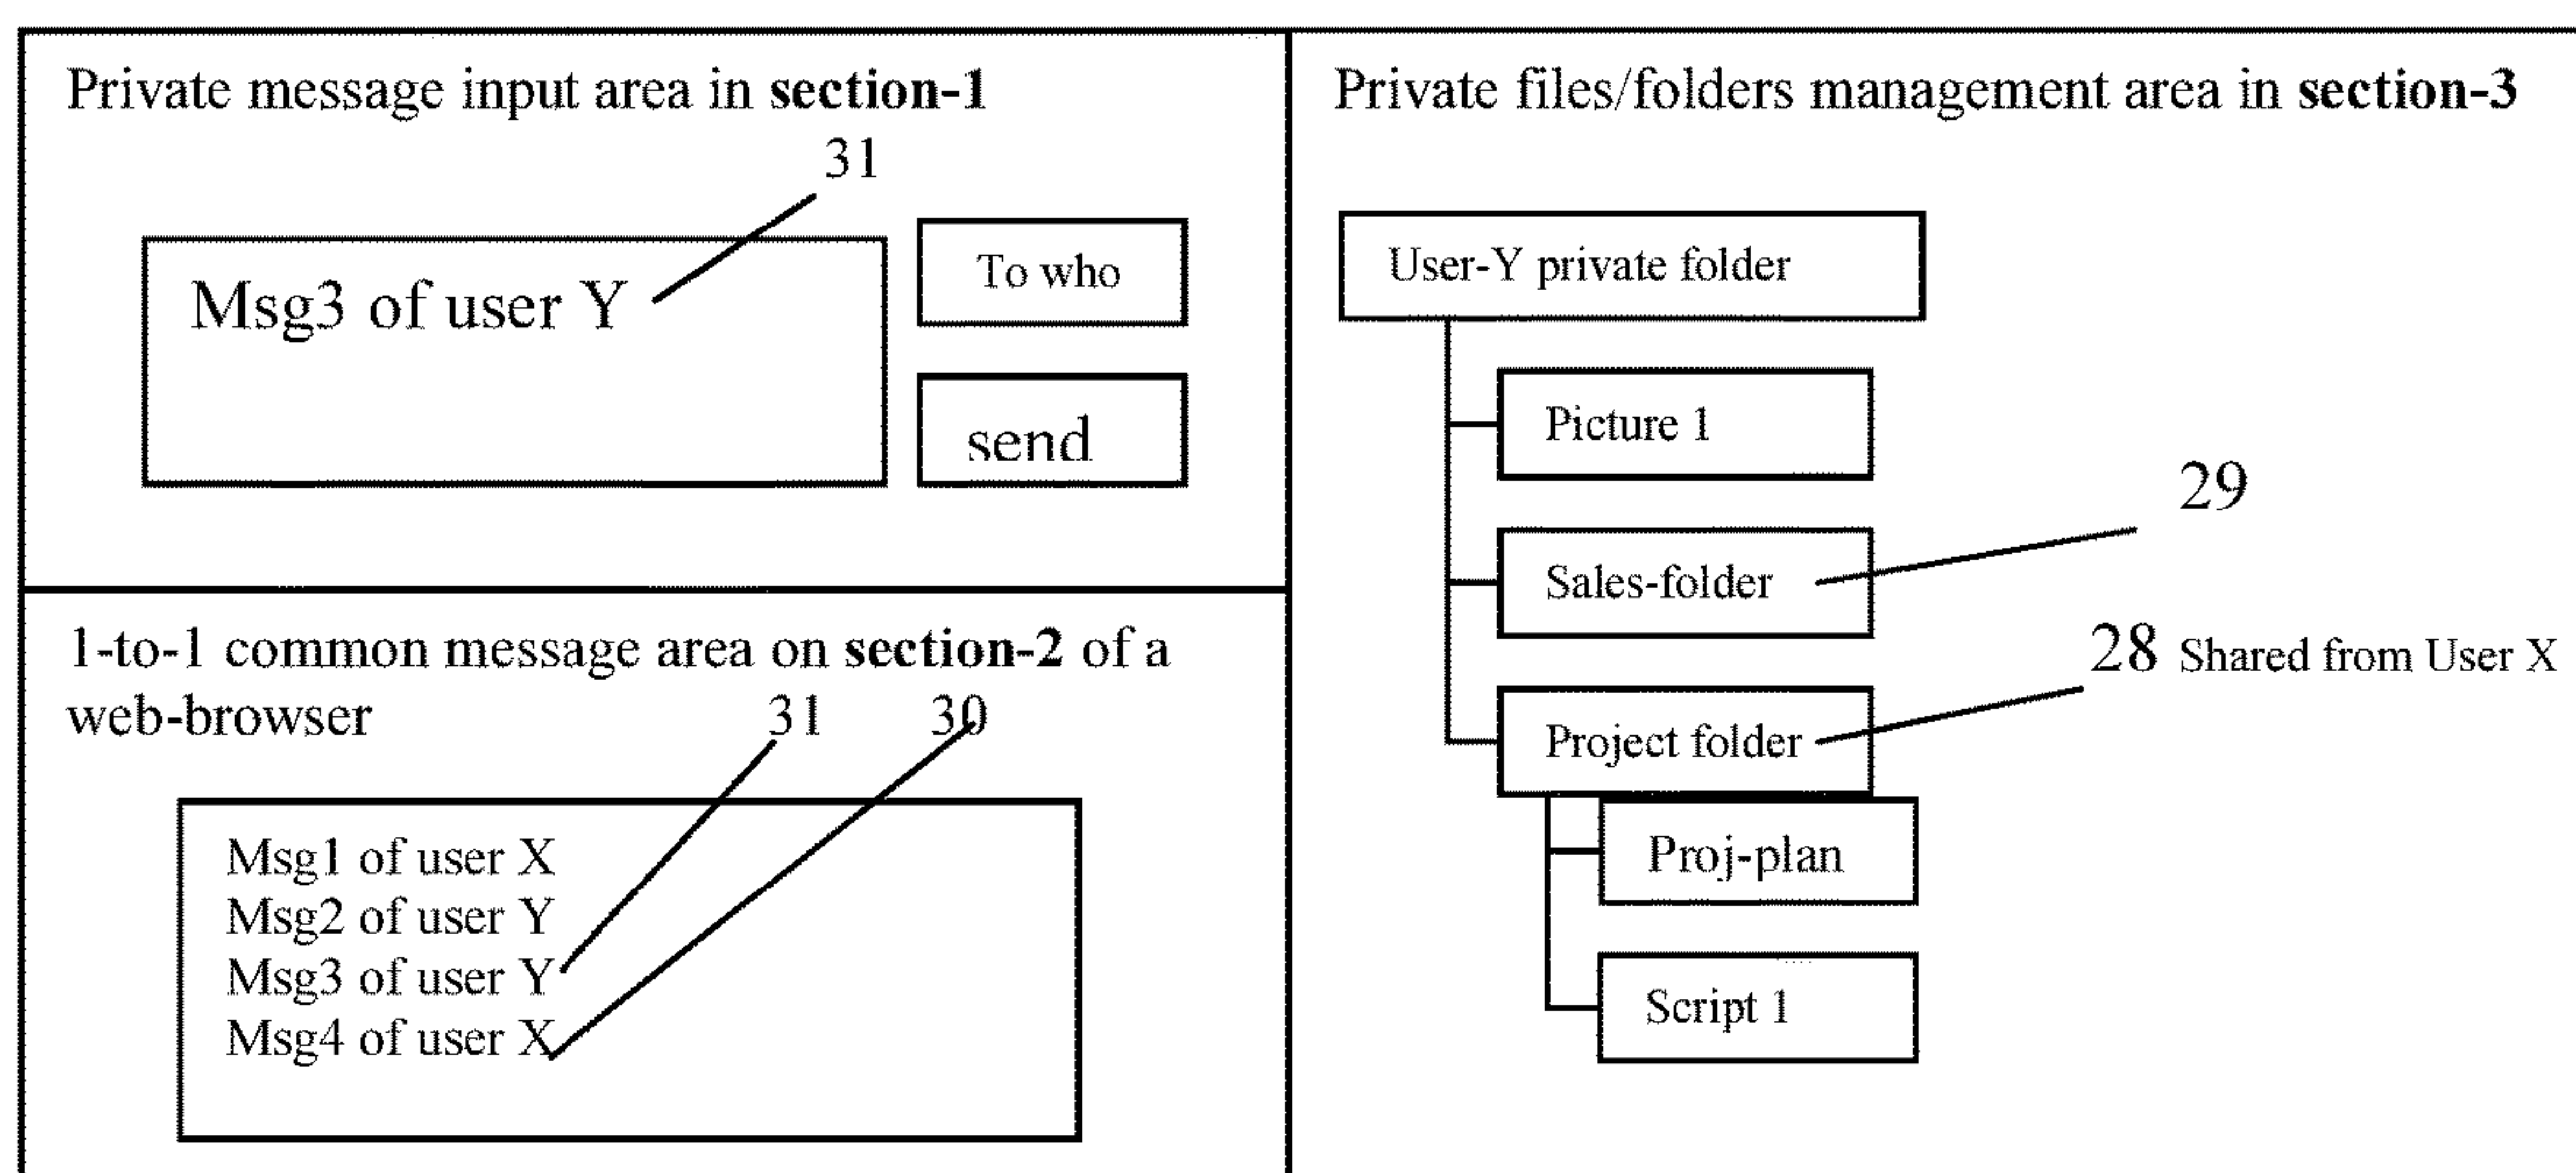 Private message input area in section-1
31
Msg3 of user Y
To who
send
1-to-1 common message area on section-2 of a
web-browser
31 30
Msg1 of user X
Msg2 of user Y
Msg3 of user Y
Msg4 of user X
Private files/folders management area in section-3
User-Y private folder
Picture 1
29
Sales-folder
28 Shared from User X
Project folder
Proj-plan
Script 1